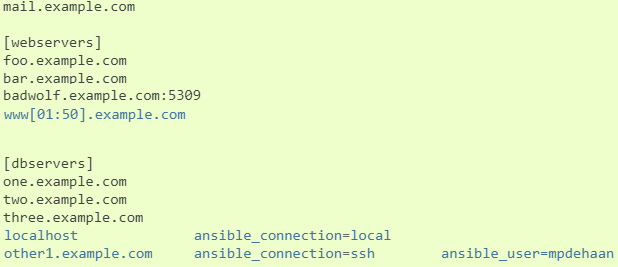 mail.example.com
[webservers]
foo.example.com
bar.example.com
badwolf.example.com:5309
www[01:50].example.com
[dbservers]
one.example.com
two.example.com
three.example.com
localhost ansible_connection=local
other1.example.com ansible_connection=ssh ansible_user=mpdehaan